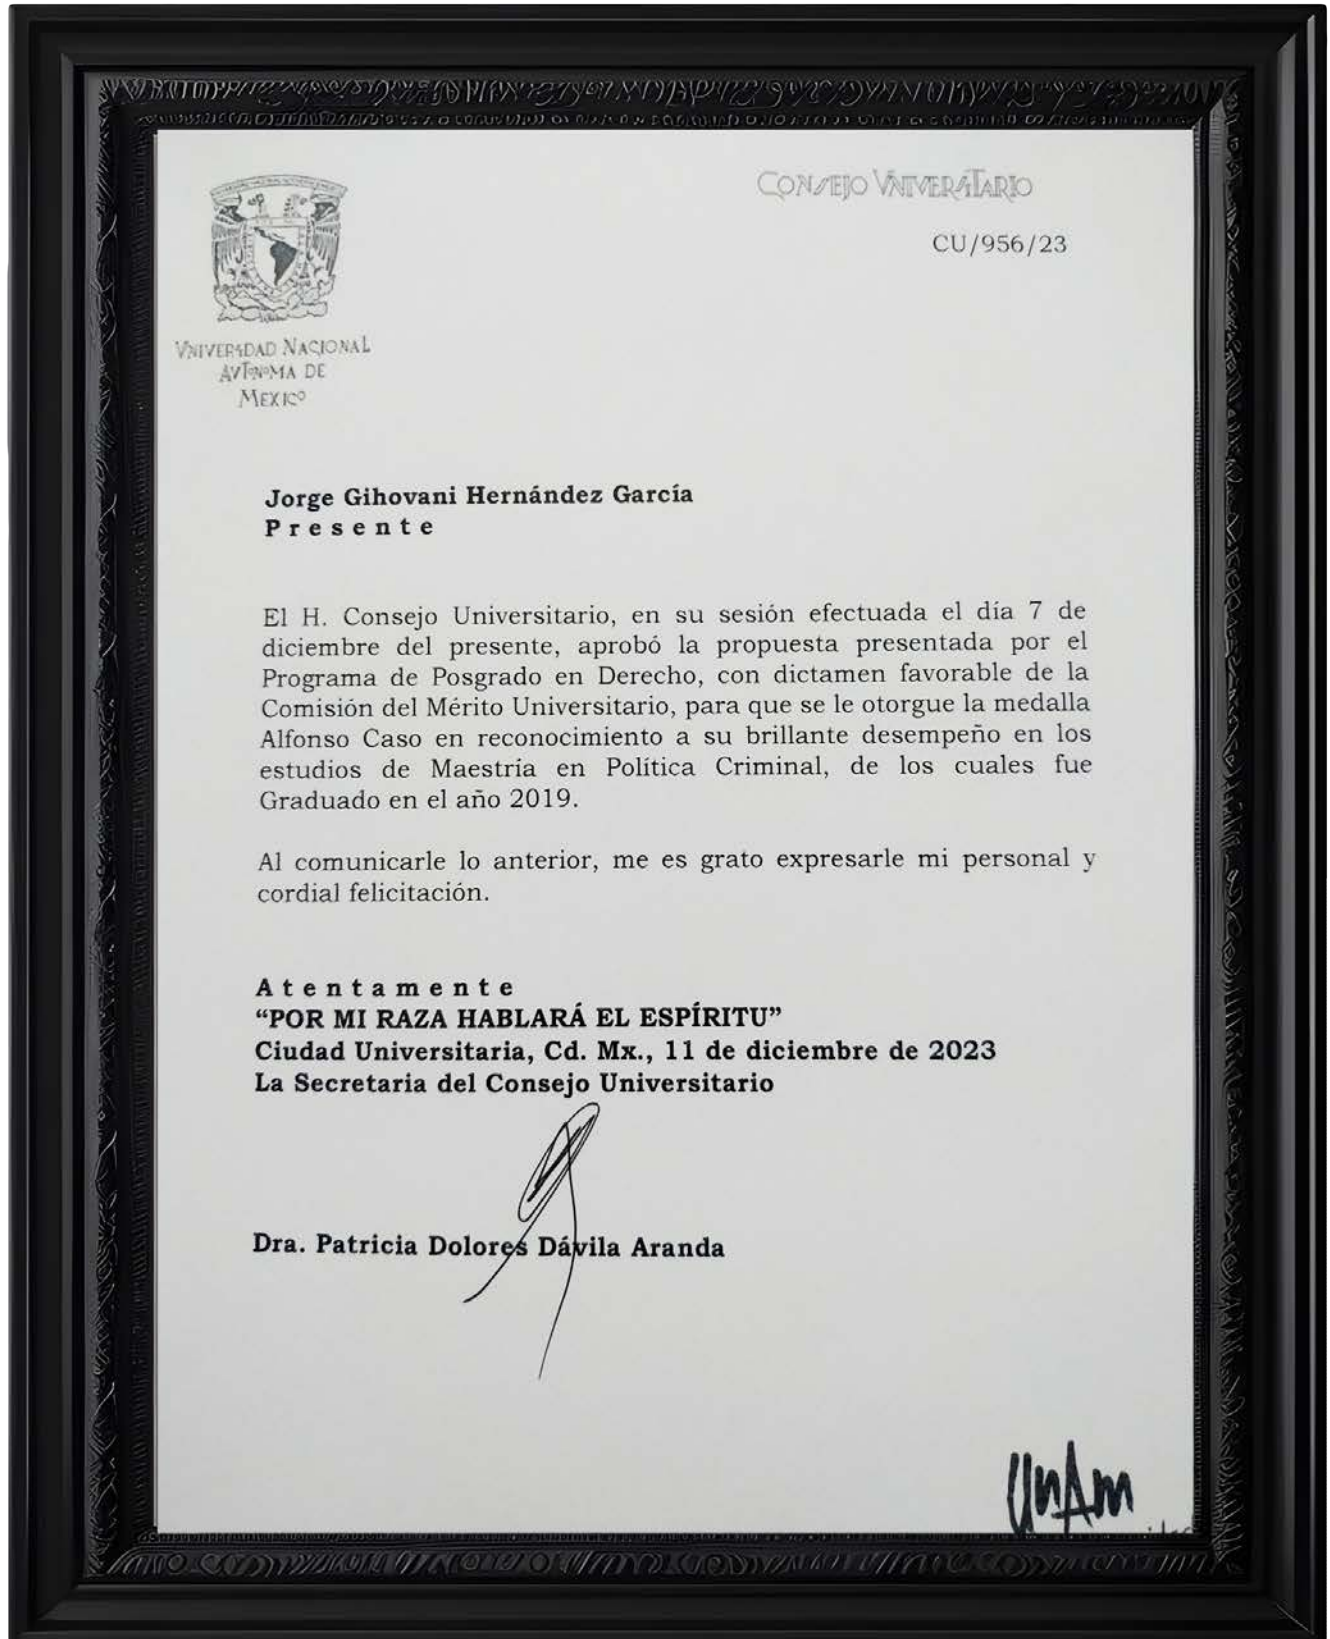 CONSEJO VNIVERSITARIO
CU/956/23
VNIVERSIDAD NACIONAL
AVTONOMA DE
MEXICO
Jorge Gihovani Hernández García
Presente
El H. Consejo Universitario, en su sesión efectuada el día 7 de
diciembre del presente, aprobó la propuesta presentada por el
Programa de Posgrado en Derecho, con dictamen favorable de la
Comisión del Mérito Universitario, para que se le otorgue la medalla
Alfonso Caso en reconocimiento a su brillante desempeño en los
estudios de Maestría en Política Criminal, de los cuales fue
Graduado en el año 2019.
Al comunicarle lo anterior, me es grato expresarle mi personal y
cordial felicitación.
Atentamente
“POR MI RAZA HABLARÁ EL ESPÍRITU”
Ciudad Universitaria, Cd. Mx., 11 de diciembre de 2023
La Secretaria del Consejo Universitario
Dra. Patricia Dolores Dávila Aranda
UnAm